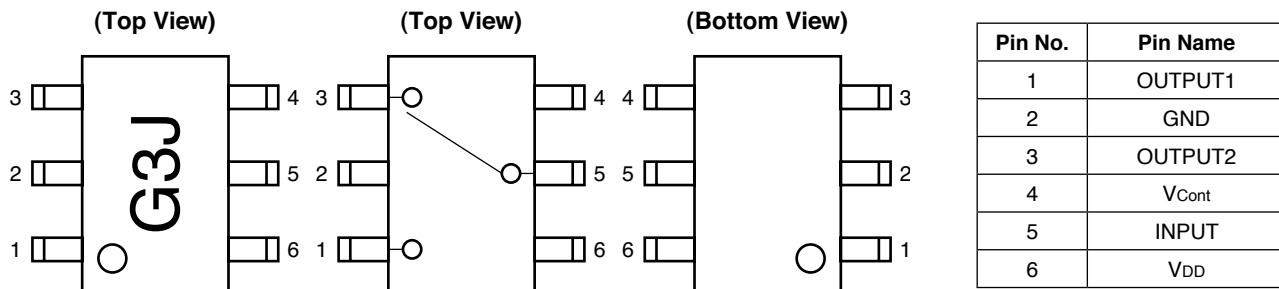 (Top View) (Top View) (Bottom View)
3 4 3 4 4 3
G3J
2 5 2 5 5 2
1 6 1 6 6 1
Pin No. Pin Name
1 OUTPUT1
2 GND
3 OUTPUT2
4 VCont
5 INPUT
6 VDD